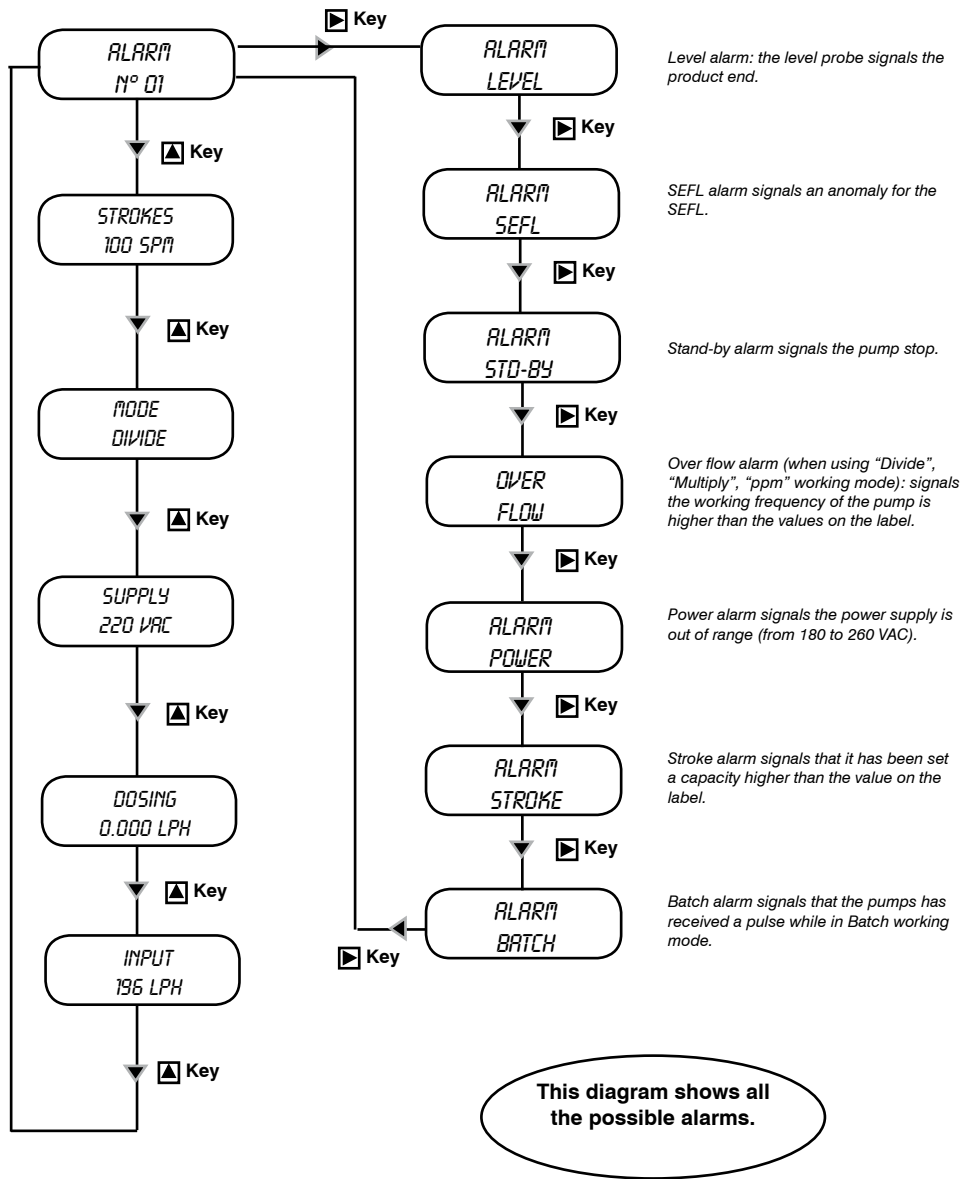 Key
ALARM
N° 01
Key
STROKES
100 SPM
Key
MODE
DIVIDE
Key
SUPPLY
220 VAC
Key
DOSING
0.000 LPH
Key
INPUT
196 LPH
Key
ALARM
LEVEL
Level alarm: the level probe signals the
product end.
Key
ALARM
SEFL
SEFL alarm signals an anomaly for the
SEFL.
Key
ALARM
STD-BY
Stand-by alarm signals the pump stop.
Key
OVER
FLOW
Over flow alarm (when using “Divide”,
“Multiply”, “ppm” working mode): signals
the working frequency of the pump is
higher than the values on the label.
Key
ALARM
POWER
Power alarm signals the power supply is
out of range (from 180 to 260 VAC).
Key
ALARM
STROKE
Stroke alarm signals that it has been set
a capacity higher than the value on the
label.
Key
ALARM
BATCH
Batch alarm signals that the pumps has
received a pulse while in Batch working
mode.
Key
This diagram shows all
the possible alarms.